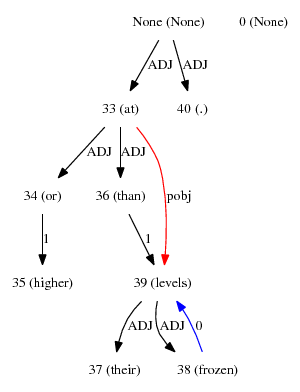 None (None) 0 (None)
ADJ ADJ
33 (at) 40 (.)
ADJ ADJ pobj
34 (or) 36 (than)
1 1
35 (higher) 39 (levels)
ADJ ADJ 0
37 (their) 38 (frozen)